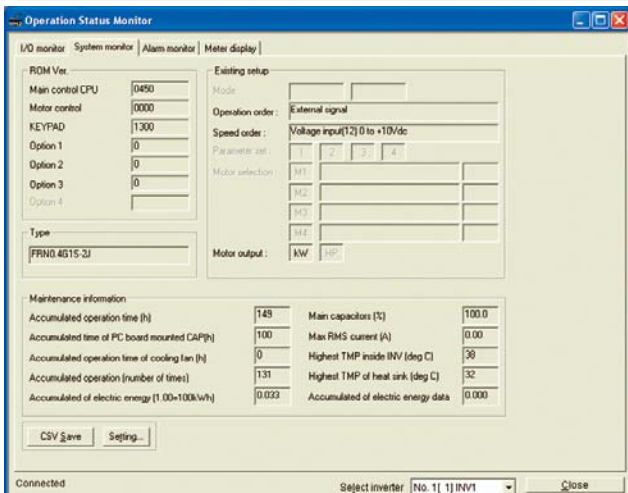 Operation Status Monitor
I/O monitor System monitor Alarm monitor Meter display
ROM Ver.
Main control CPU 0450
Motor control 0000
KEYPAD 1300
Option 1 0
Option 2 0
Option 3 0
Option 4
Type
FRN0.4G1S-2J
Existing setup
Mode
Operation order : External signal
Speed order : Voltage input(12) 0 to +10Vdc
Parameter set : 1 2 3 4
Motor selection : M1
M2
M3
M4
Motor output : kW HP
Maintenance information
Accumulated operation time (h) 149
Accumulated time of PC board mounted CAP(h) 100
Accumulated operation time of cooling fan (h) 0
Accumulated operation (number of times) 131
Accumulated of electric energy (1.00=100kWh) 0.033
Main capacitors (%) 100.0
Max RMS current (A) 0.00
Highest TMP inside INV (deg C) 38
Highest TMP of heat sink (deg C) 32
Accumulated of electric energy data 0.000
CSV Save Setting...
Connected Select inverter No. 1[ 1] INV1 Close